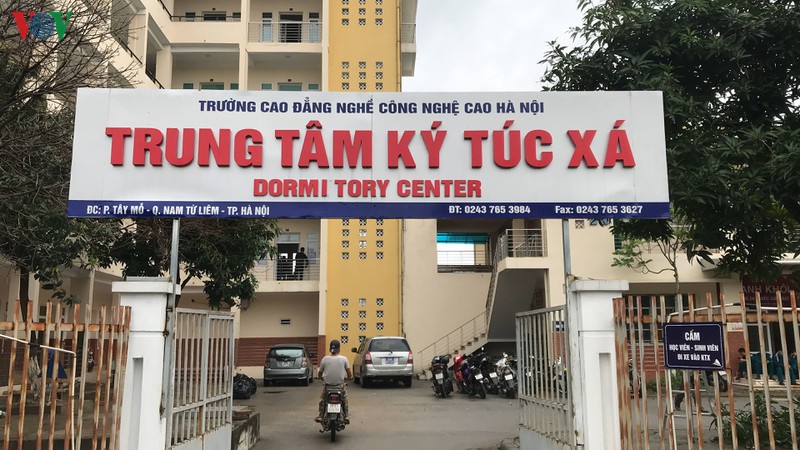 VOV
TRƯỜNG CAO ĐẲNG NGHỀ CÔNG NGHỆ CAO HÀ NỘI
TRUNG TÂM KÝ TÚC XÁ
DORMI TORY CENTER
ĐC: P. TÂY MỖ - Q. NAM TỪ LIÊM - TP. HÀ NỘI ĐT: 0243 765 3984 Fax: 0243 765 3627
CẤM
HỌC VIÊN - SINH VIÊN
ĐI XE VÀO KTX